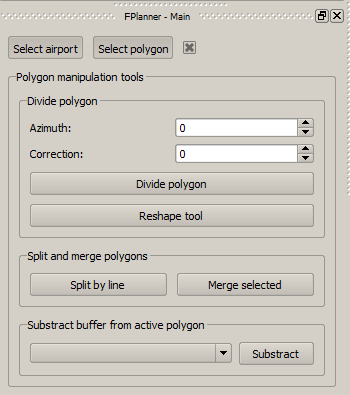 FPlanner - Main
Select airport Select polygon
Polygon manipulation tools
Divide polygon
Azimuth: 0
Correction: 0
Divide polygon
Reshape tool
Split and merge polygons
Split by line Merge selected
Substract buffer from active polygon
Substract